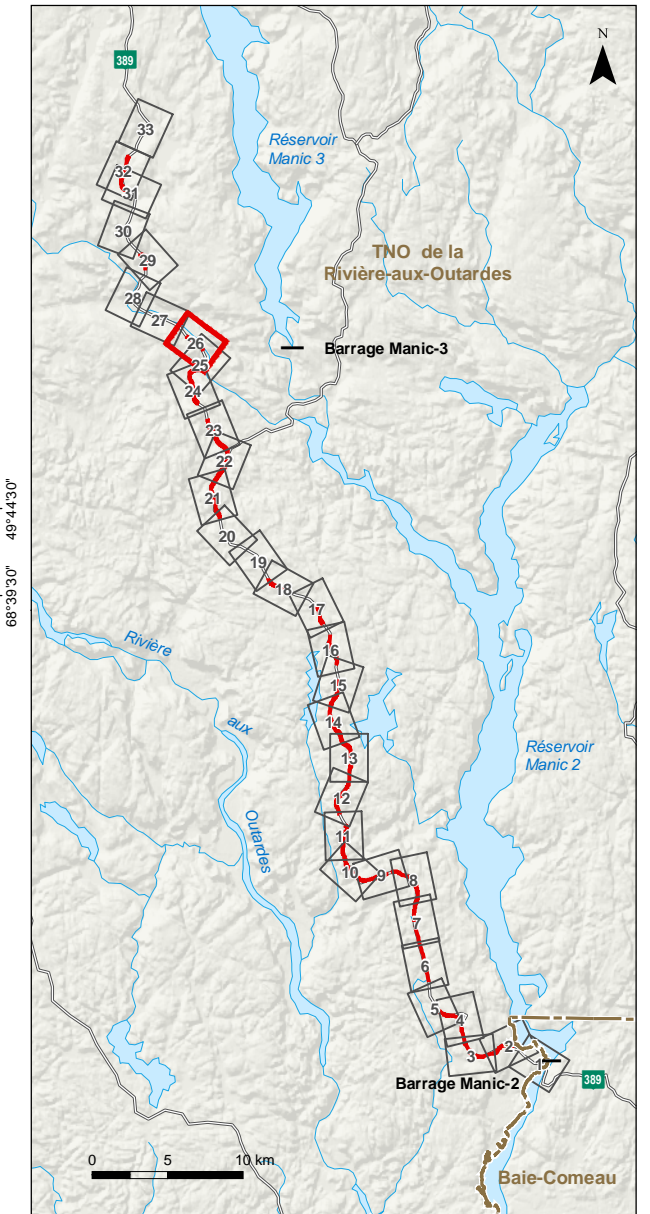 N
389
33
Réservoir
Manic 3
32
31
30
TNO de la
Rivière-aux-Outardes
29
28
27
26
Barrage Manic-3
25
24
23
22
49°44'30"
21
20
19
68°39'30"
18
17
Rivière
16
15
aux
14
Réservoir
Manic 2
13
12
Outardes
11
10
9
8
7
6
5
4
3
2
1
Barrage Manic-2
389
0 5 10 km
Baie-Comeau